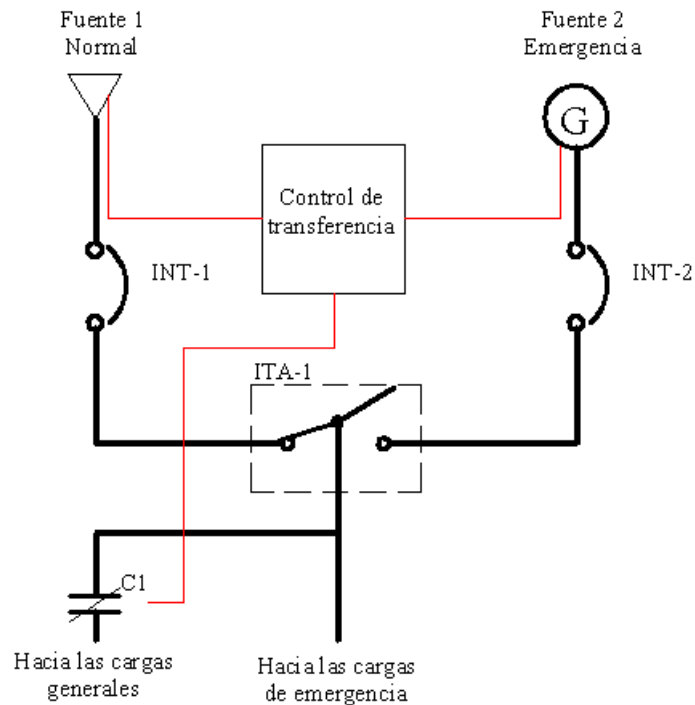 Fuente 1
Normal
Fuente 2
Emergencia
G
Control de
transferencia
INT-1
INT-2
ITA-1
C1
Hacia las cargas
generales
Hacia las cargas
de emergencia